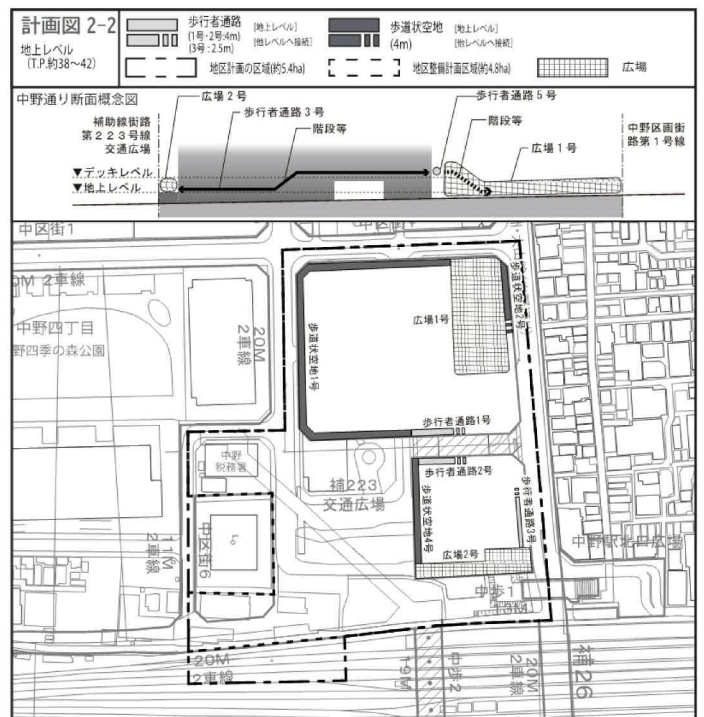 計画図 2-2
地上レベル
(T.P.約38～42)
歩行者通路
(1号・2号:4m)
(3号:2.5m)
[地上レベル]
[他レベルへ接続]
歩道状空地
(4m)
[地上レベル]
[他レベルへ接続]
地区計画の区域(約5.4ha)
地区整備計画区域(約4.8ha)
広場
中野通り断面概念図
広場2号
歩行者通路3号
階段等
歩行者通路5号
階段等
広場1号
補助線街路
第223号線
交通広場
中野区画街
路第1号線
▼デッキレベル
▼地上レベル
中区街1
20M 2車線
中野四丁目
野四季の森公園
20M
2車線
歩道状空地1号
広場1号
歩道状空地2号
歩行者通路1号
中野
税務署
補223
交通広場
歩行者通路2号
歩道状空地4号
歩行者通路3号
広場2号
中区街6
11M
2車線
中野駅北口広場
中歩1
13M
20M
2車線
19M
中歩2
20M
2車線
補26